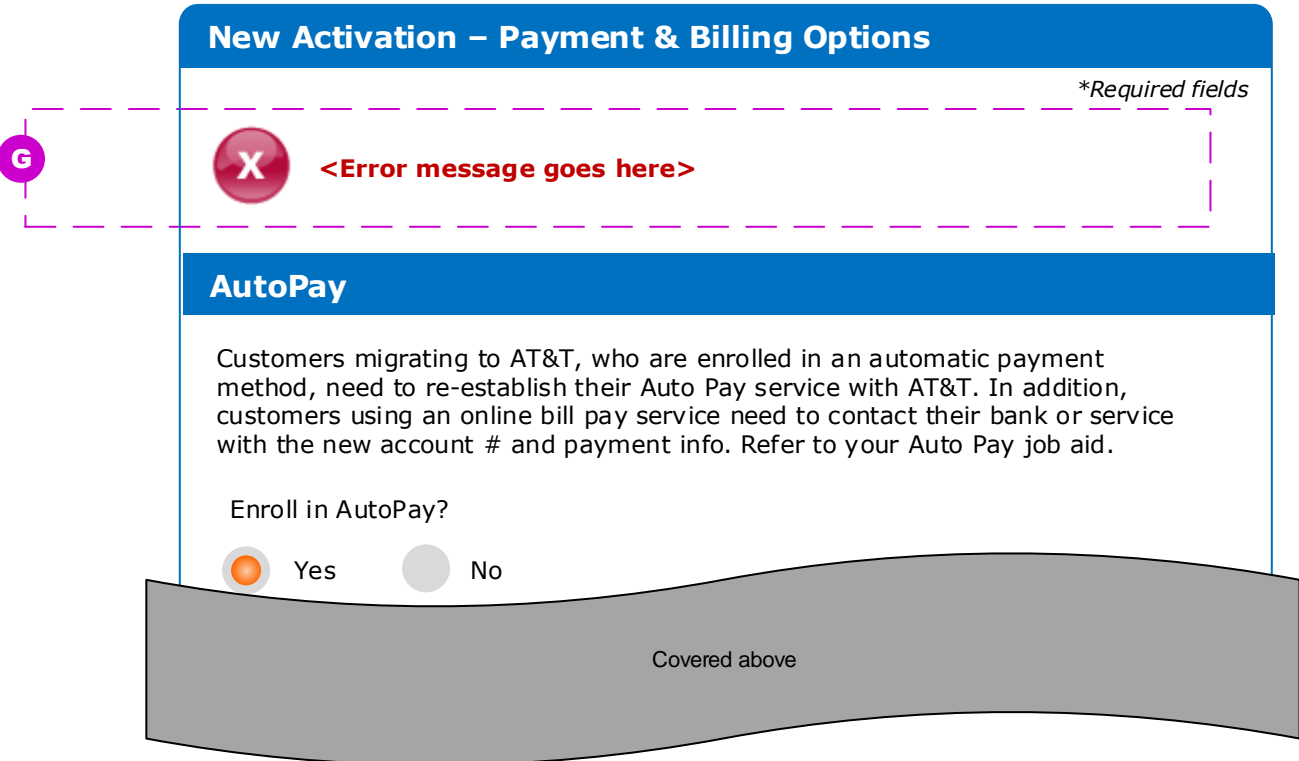 New Activation – Payment & Billing Options
*Required fields
G
X
<Error message goes here>
AutoPay
Customers migrating to AT&T, who are enrolled in an automatic payment
method, need to re-establish their Auto Pay service with AT&T. In addition,
customers using an online bill pay service need to contact their bank or service
with the new account # and payment info. Refer to your Auto Pay job aid.
Enroll in AutoPay?
Yes No
Covered above